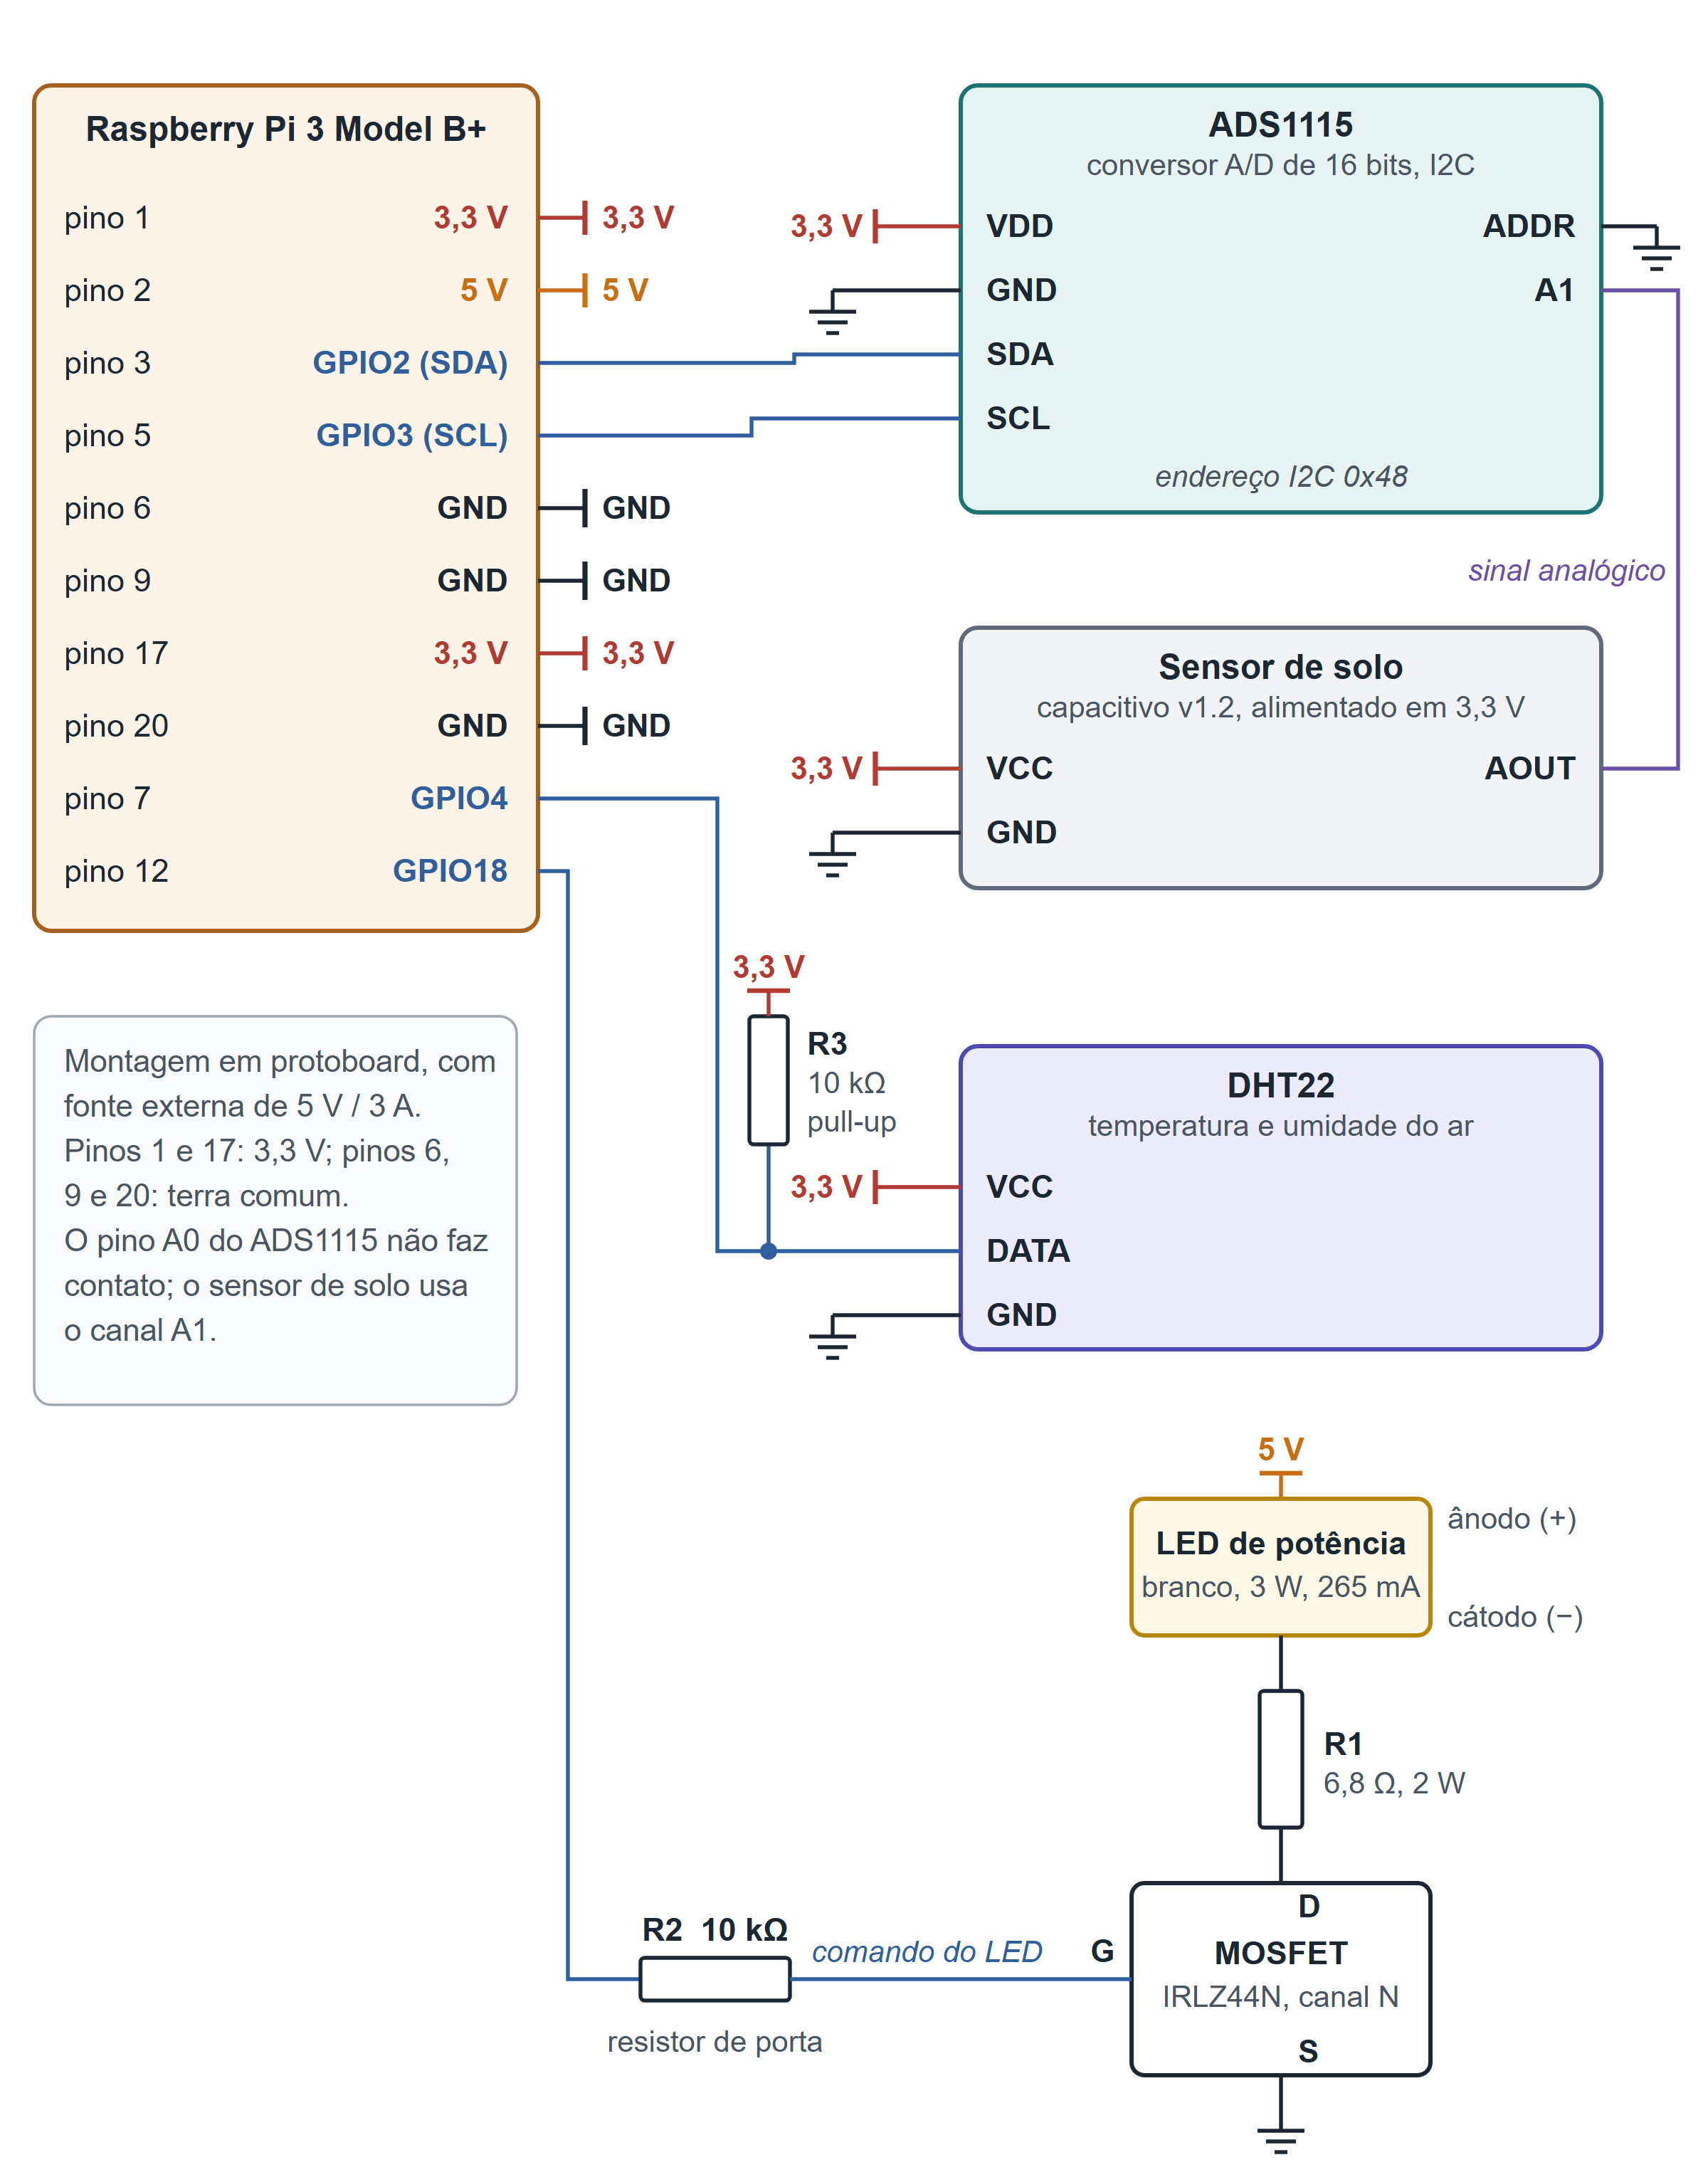 Raspberry Pi 3 Model B+
pino 1 3,3 V 3,3 V
pino 2 5 V 5 V
pino 3 GPIO2 (SDA)
pino 5 GPIO3 (SCL)
pino 6 GND GND
pino 9 GND GND
pino 17 3,3 V 3,3 V
pino 20 GND GND
pino 7 GPIO4
pino 12 GPIO18
ADS1115
conversor A/D de 16 bits, I2C
3,3 V VDD ADDR
GND A1
SDA
SCL
endereço I2C 0x48
sinal analógico
Sensor de solo
capacitivo v1.2, alimentado em 3,3 V
3,3 V VCC AOUT
GND
3,3 V
R3
10 kΩ
pull-up
DHT22
temperatura e umidade do ar
3,3 V VCC
DATA
GND
Montagem em protoboard, com
fonte externa de 5 V / 3 A.
Pinos 1 e 17: 3,3 V; pinos 6,
9 e 20: terra comum.
O pino A0 do ADS1115 não faz
contato; o sensor de solo usa
o canal A1.
5 V
LED de potência
branco, 3 W, 265 mA
ânodo (+)
cátodo (−)
R1
6,8 Ω, 2 W
R2 10 kΩ
comando do LED
resistor de porta
G
D
MOSFET
IRLZ44N, canal N
S